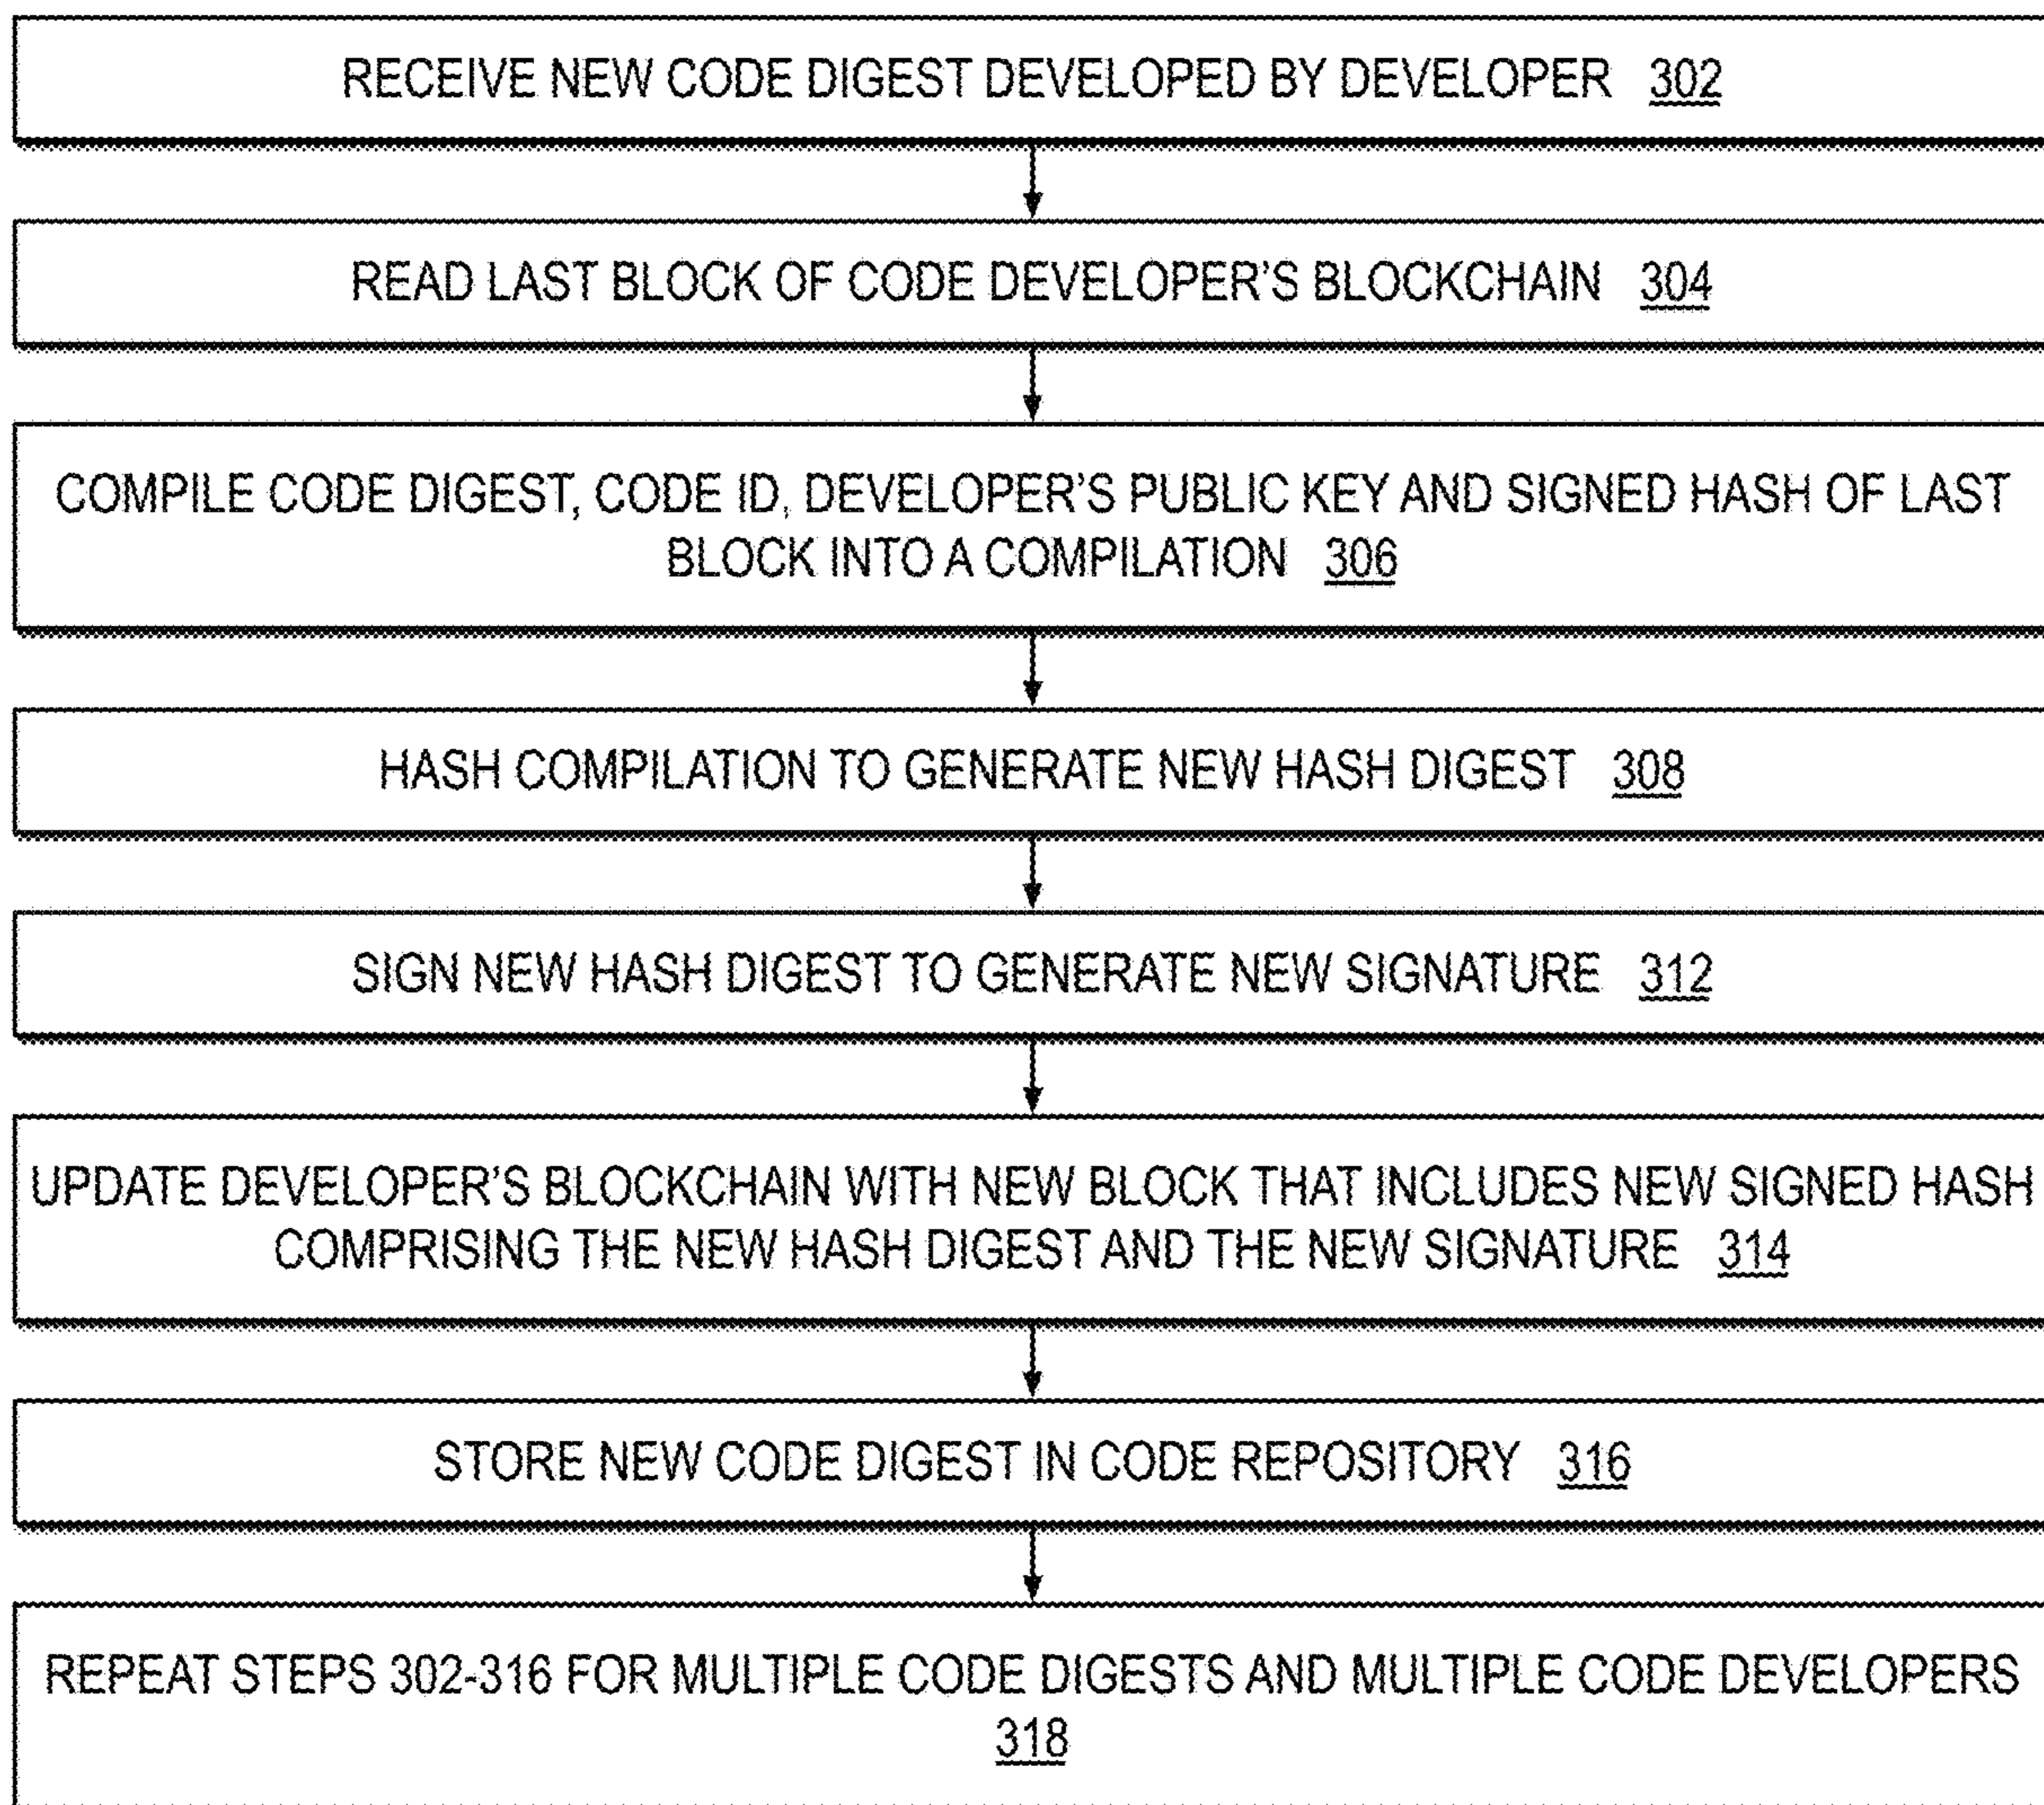 RECEIVE NEW CODE DIGEST DEVELOPED BY DEVELOPER 302
READ LAST BLOCK OF CODE DEVELOPER'S BLOCKCHAIN 304
COMPILE CODE DIGEST, CODE ID, DEVELOPER'S PUBLIC KEY AND SIGNED HASH OF LAST
BLOCK INTO A COMPILATION 306
HASH COMPILATION TO GENERATE NEW HASH DIGEST 308
SIGN NEW HASH DIGEST TO GENERATE NEW SIGNATURE 312
UPDATE DEVELOPER'S BLOCKCHAIN WITH NEW BLOCK THAT INCLUDES NEW SIGNED HASH
COMPRISING THE NEW HASH DIGEST AND THE NEW SIGNATURE 314
STORE NEW CODE DIGEST IN CODE REPOSITORY 316
REPEAT STEPS 302-316 FOR MULTIPLE CODE DIGESTS AND MULTIPLE CODE DEVELOPERS
318